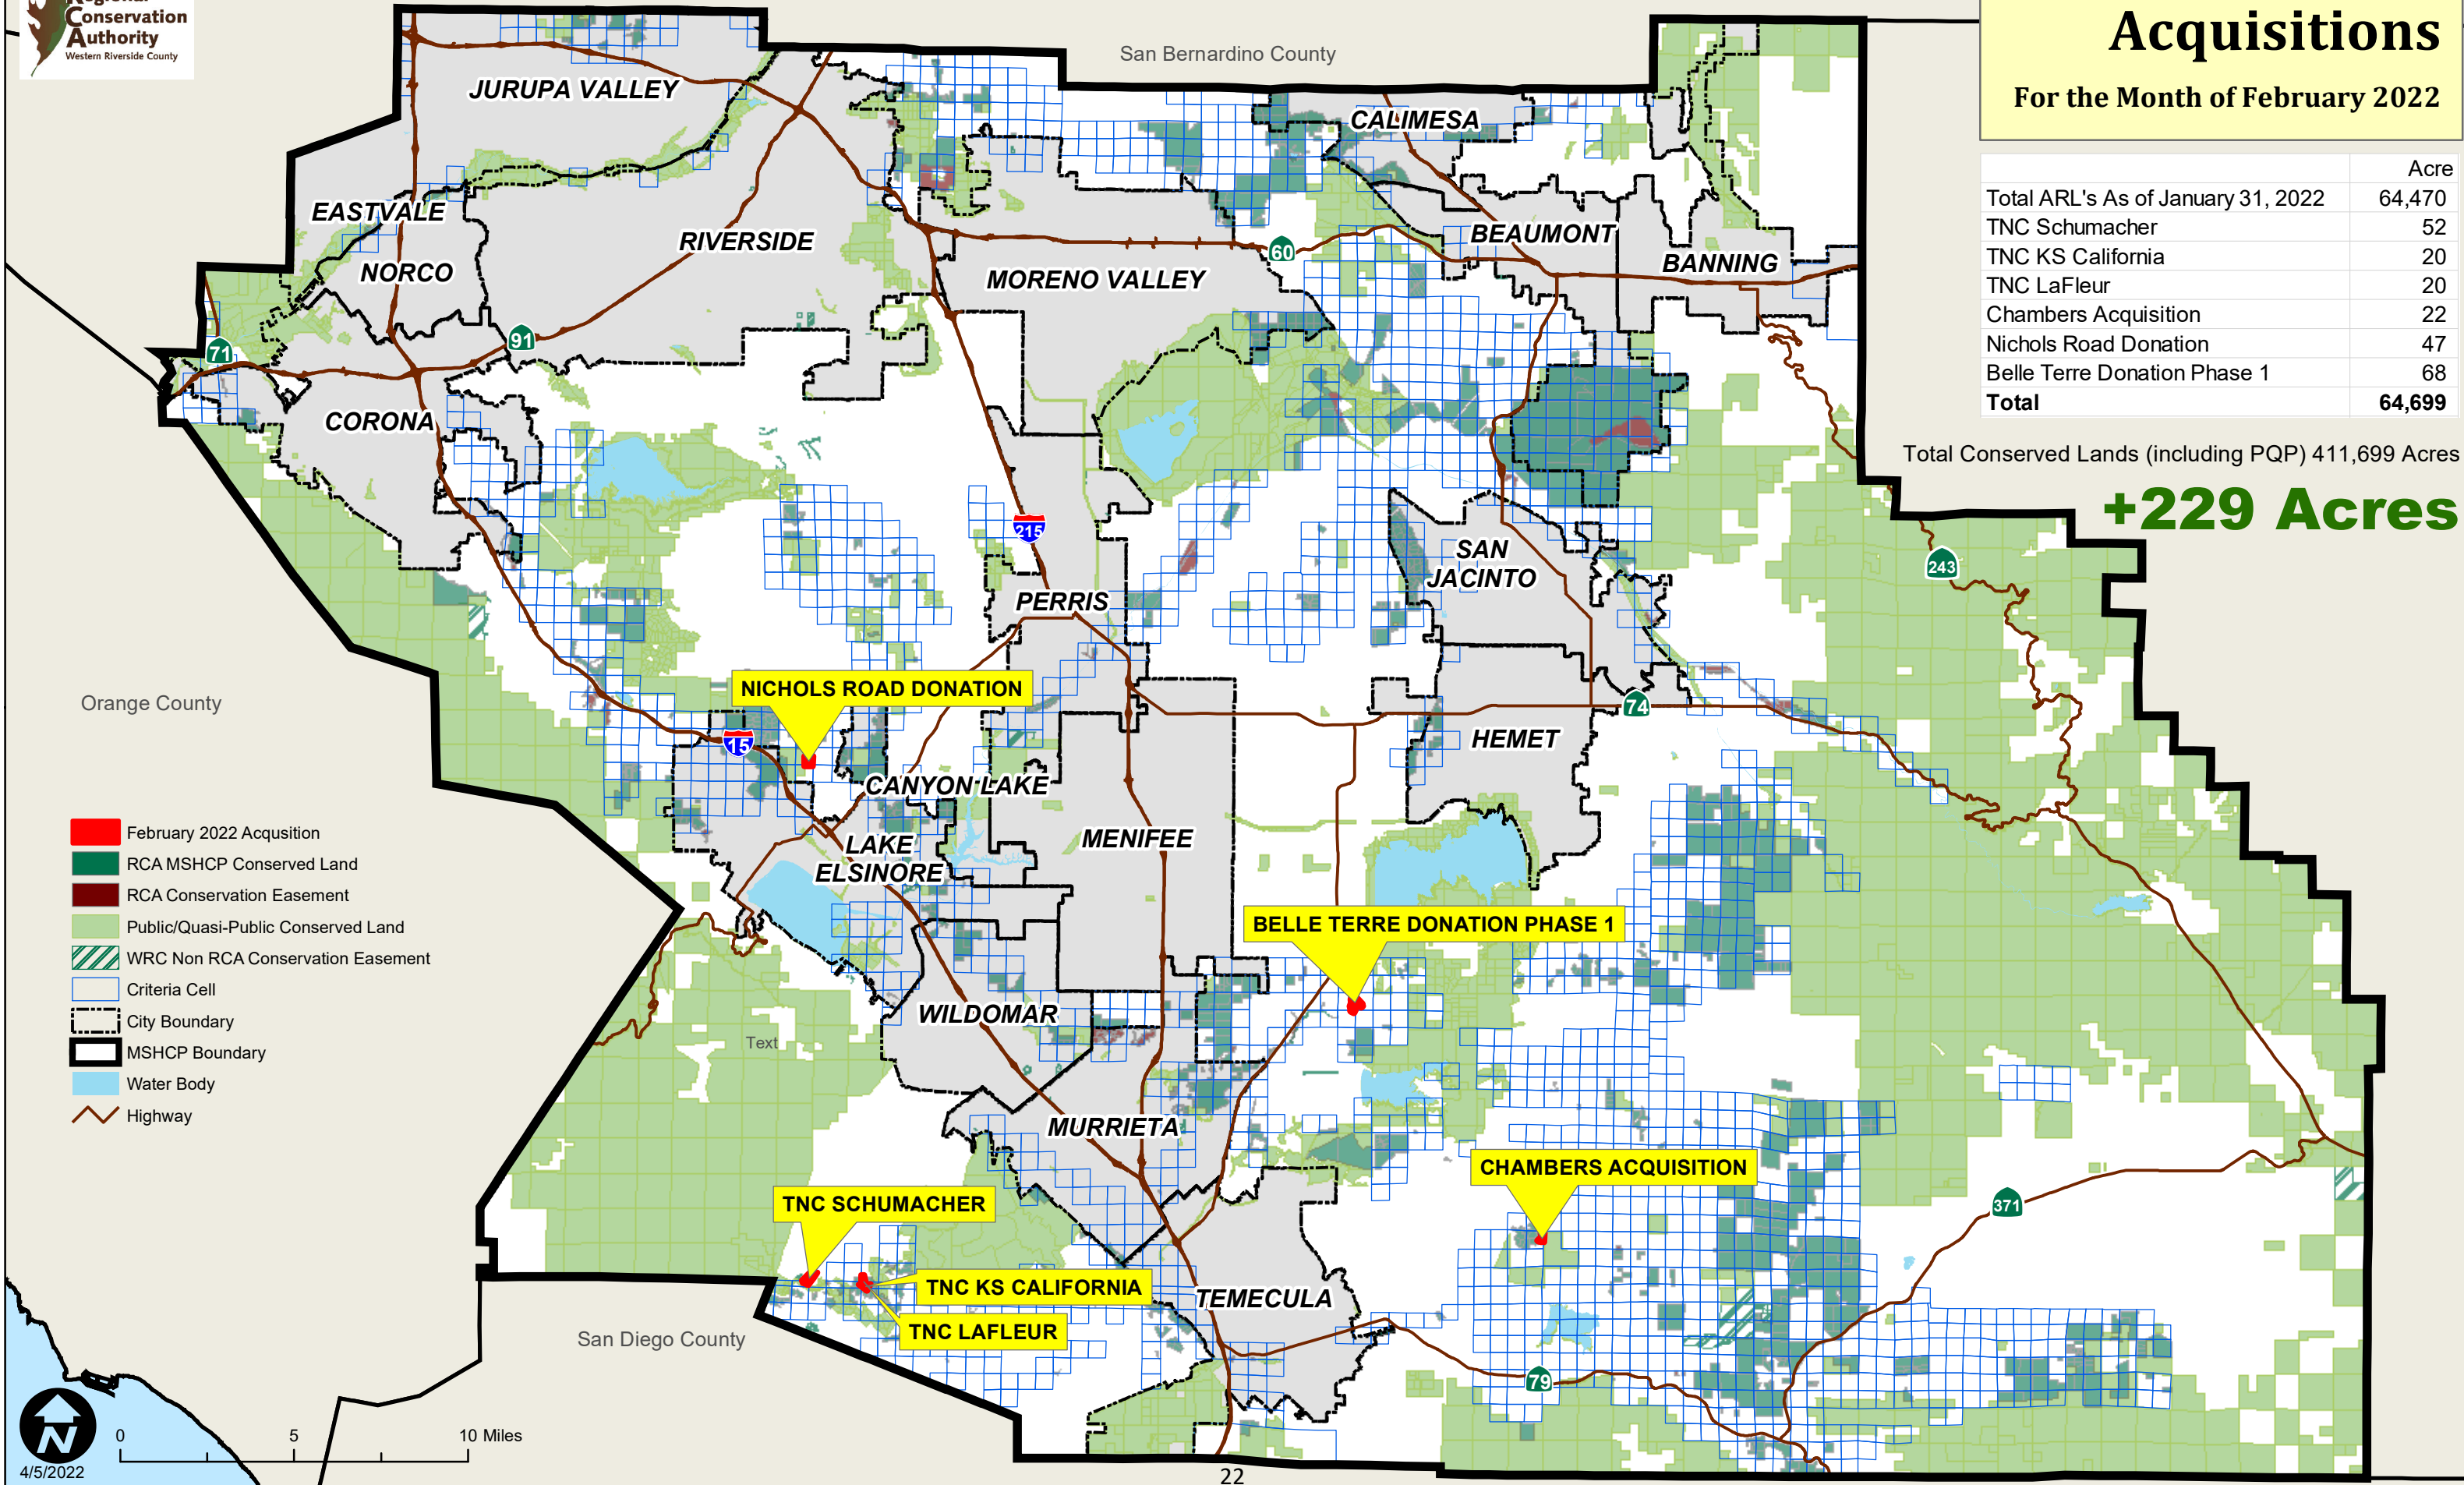 Regional
Conservation
Authority
Western Riverside County
Acquisitions
For the Month of February 2022
Acre
Total ARL's As of January 31, 2022 64,470
TNC Schumacher 52
TNC KS California 20
TNC LaFleur 20
Chambers Acquisition 22
Nichols Road Donation 47
Belle Terre Donation Phase 1 68
Total 64,699
Total Conserved Lands (including PQP) 411,699 Acres
+229 Acres
San Bernardino County
JURUPA VALLEY
CALIMESA
EASTVALE
RIVERSIDE
BEAUMONT
60
BANNING
NORCO
MORENO VALLEY
91
71
CORONA
215
SAN
JACINTO
243
PERRIS
NICHOLS ROAD DONATION
Orange County
74
15
HEMET
CANYON LAKE
MENIFEE
LAKE
ELSINORE
BELLE TERRE DONATION PHASE 1
WILDOMAR
Text
MURRIETA
CHAMBERS ACQUISITION
TNC SCHUMACHER
371
TNC KS CALIFORNIA
TEMECULA
TNC LAFLEUR
San Diego County
79
February 2022 Acqusition
RCA MSHCP Conserved Land
RCA Conservation Easement
Public/Quasi-Public Conserved Land
WRC Non RCA Conservation Easement
Criteria Cell
City Boundary
MSHCP Boundary
Water Body
Highway
N
0 5 10 Miles
4/5/2022
22